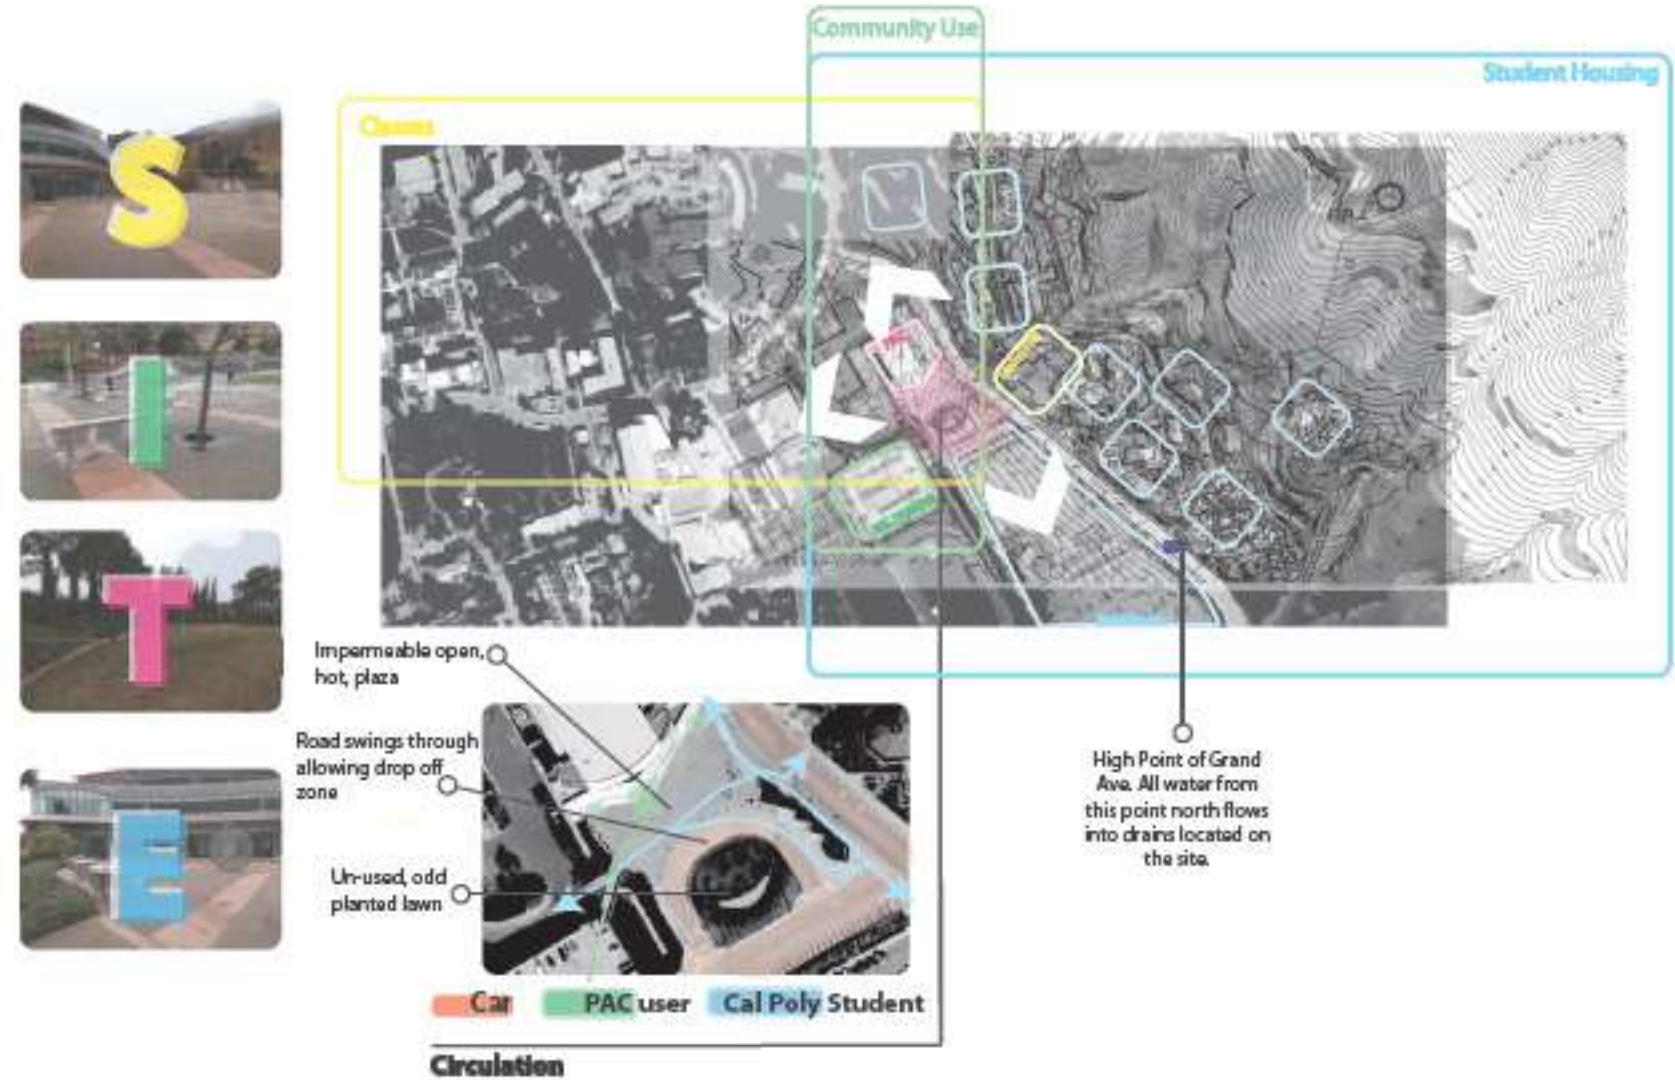 Community Use
Student Housing
Classes
S
I
T
E
Impermeable open,
hot, plaza
Road swings through
allowing drop off
zone
Un-used, odd
planted lawn
High Point of Grand
Ave. All water from
this point north flows
into drains located on
the site.
Car
PAC user
Cal Poly Student
Circulation